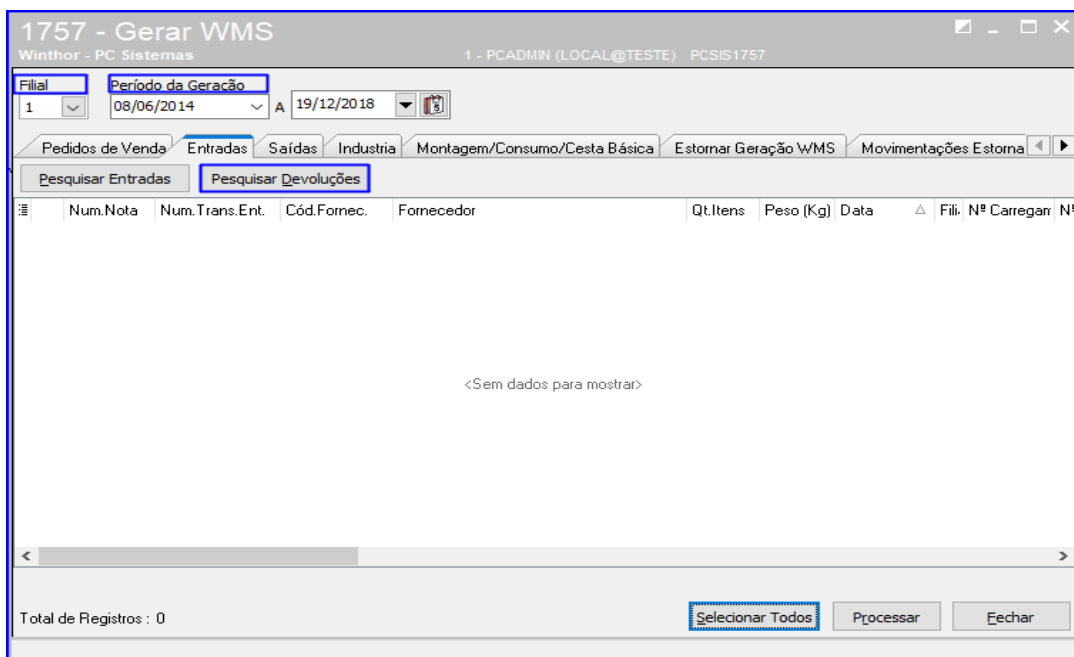 1757 - Gerar WMS
Winthor - PC Sistemas 1 - PCADMIN (LOCAL@TESTE) PCSIS1757
Filial Período da Geração
1 08/06/2014 A 19/12/2018 5
Pedidos de Venda Entradas Saídas Industria Montagem/Consumo/Cesta Básica Estornar Geração WMS Movimentações Estorna
Pesquisar Entradas Pesquisar Devoluções
Num.Nota Num.Trans.Ent. Cód.Fornec. Fornecedor Qt.Itens Peso (Kg) Data Fili. Nº Carregam Nº
<Sem dados para mostrar>
Total de Registros : 0 Selecionar Todos Processar Fechar